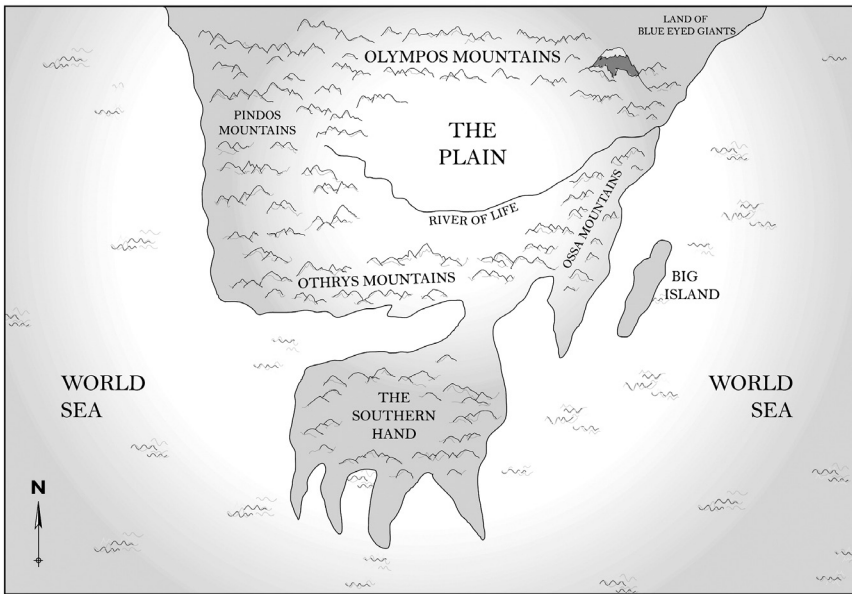 LAND OF
BLUE EYED GIANTS
OLYMPOS MOUNTAINS
PINDOS
MOUNTAINS
THE
PLAIN
RIVER OF LIFE
OSSA MOUNTAINS
OTHRYS MOUNTAINS
BIG
ISLAND
WORLD
SEA
THE
SOUTHERN
HAND
WORLD
SEA
N